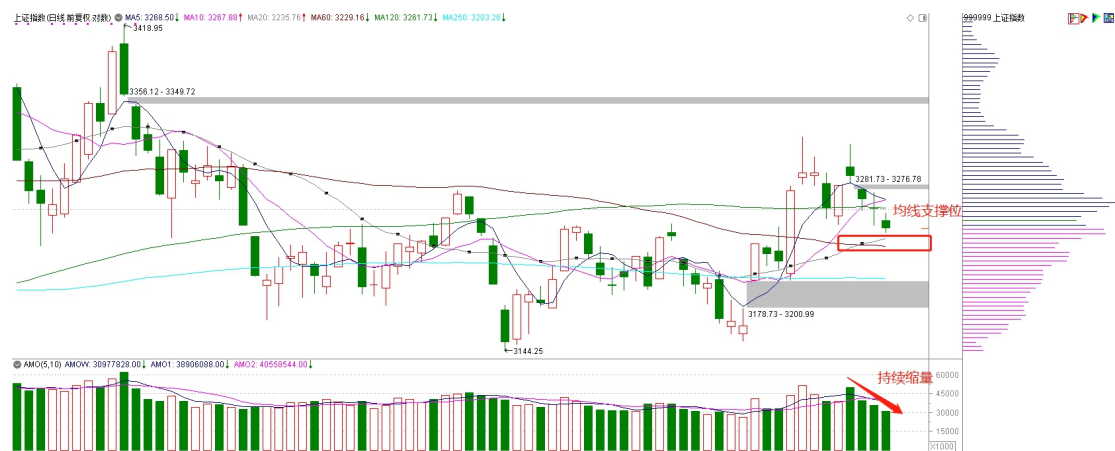 上证指数(日线.前复权.对数) MA5: 3268.50↓ MA10: 3267.88↑ MA20: 3235.76↑ MA60: 3229.16↓ MA120: 3261.73↓ MA250: 3203.26↓
999999 上证指数
3418.95
3356.12 - 3349.72
3281.73 - 3276.78
均线支撑位
3178.73 - 3200.99
3144.25
AMO(5,10) AMOW: 30977828.00↓ AMO1: 38906088.00↓ AMO2: 40558544.00↓
持续缩量
60000
45000
30000
15000
X1000